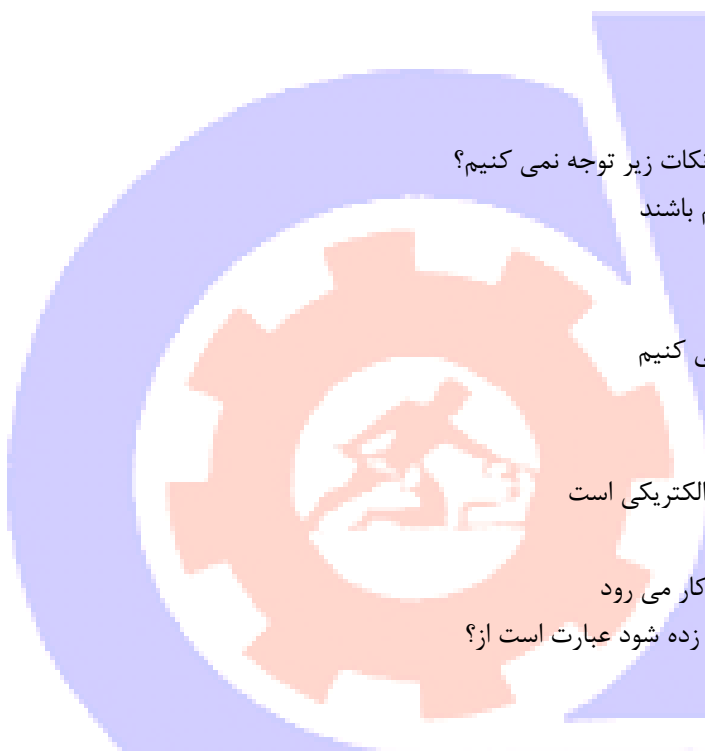 نکات زیر توجه نمی کنیم؟
باشند
کنیم
الکتریکی است
کار می رود
زده شود عبارت است از؟